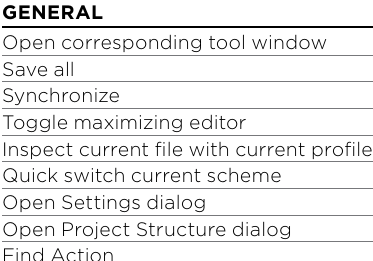 GENERAL
Open corresponding tool window
Save all
Synchronize
Toggle maximizing editor
Inspect current file with current profile
Quick switch current scheme
Open Settings dialog
Open Project Structure dialog
Find Action